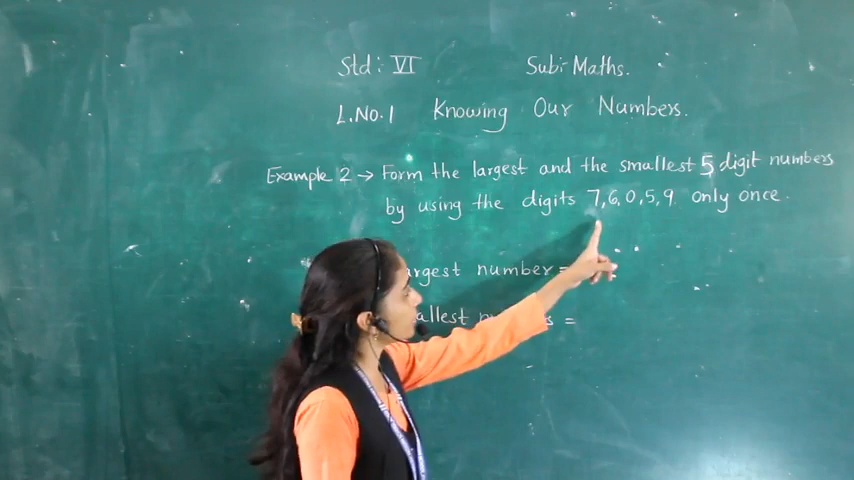 Std: VI Sub:- Maths.
L.No.1 Knowing Our Numbers.
Example 2 → Form the largest and the smallest 5 digit numbers
by using the digits 7,6,0,5,9 only once.
number =
=